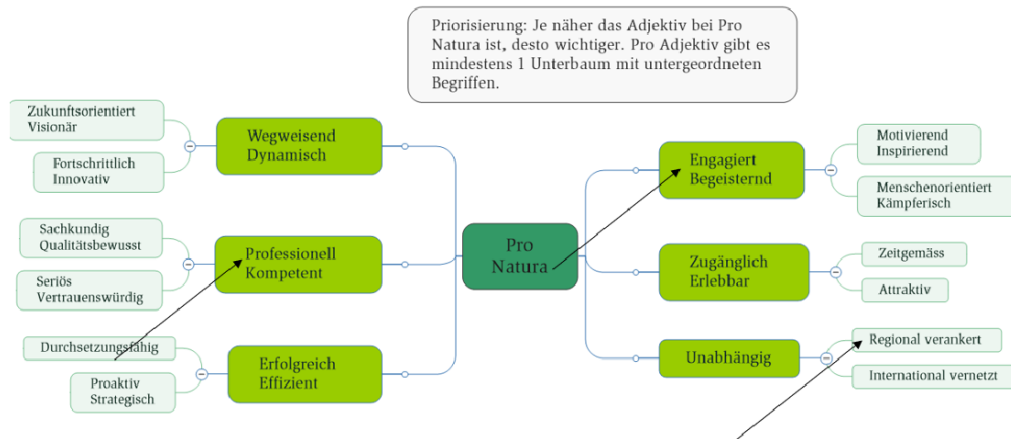 Priorisierung: Je näher das Adjektiv bei Pro
Natura ist, desto wichtiger. Pro Adjektiv gibt es
mindestens 1 Unterbaum mit untergeordneten
Begriffen.
Zukunftsorientiert
Visionär
Fortschrittlich
Innovativ
Wegweisend
Dynamisch
Sachkundig
Qualitätsbewusst
Seriös
Vertrauenswürdig
Professionell
Kompetent
Durchsetzungsfähig
Proaktiv
Strategisch
Erfolgreich
Effizient
Pro
Natura
Engagiert
Begeisternd
Motivierend
Inspirierend
Menschenorientiert
Kämpferisch
Zugänglich
Erlebbar
Zeitgemäss
Attraktiv
Unabhängig
Regional verankert
International vernetzt